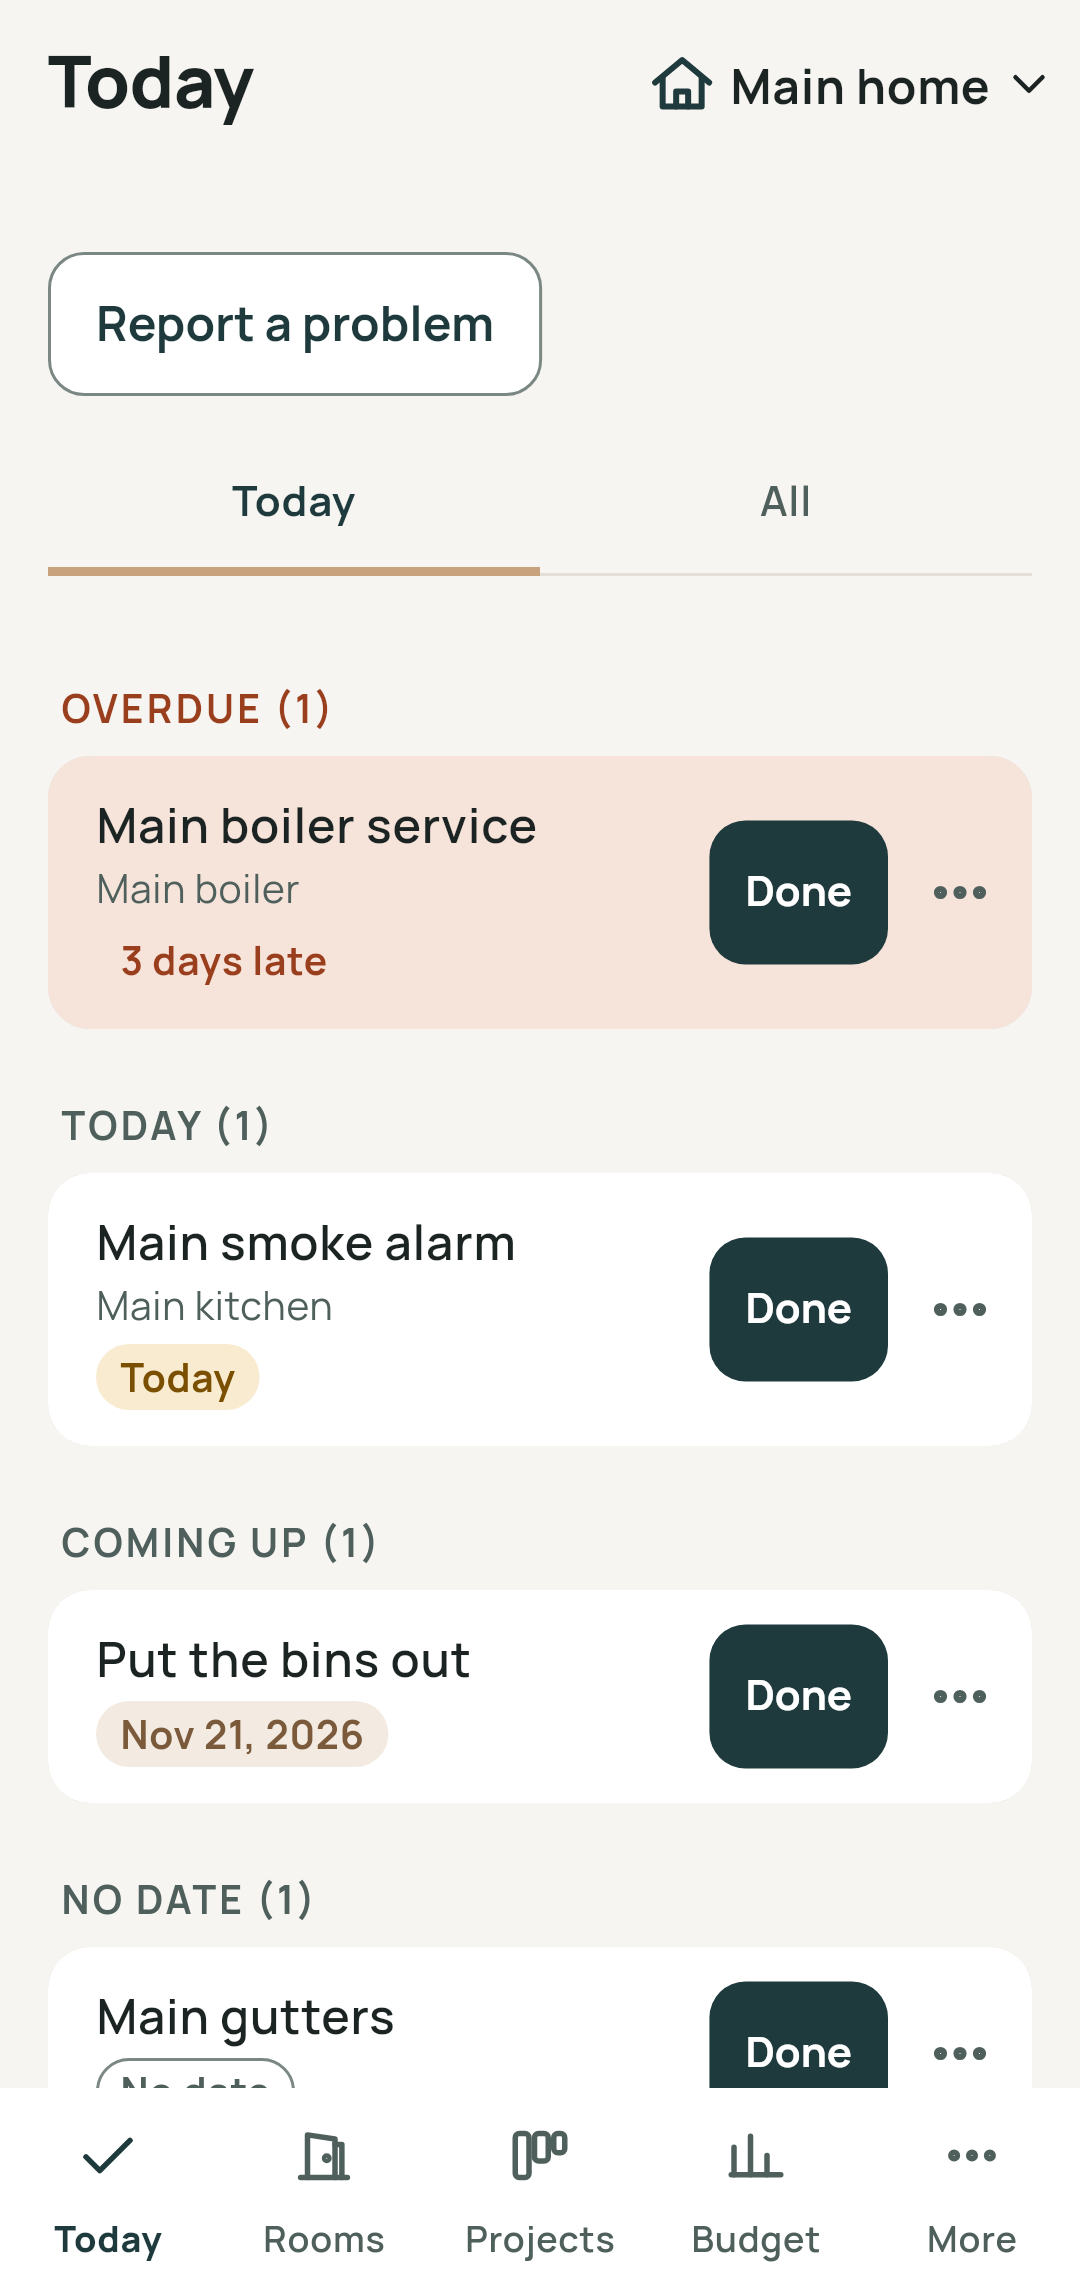 Today
Main home
Report a problem
Today
All
OVERDUE (1)
Main boiler service
Main boiler
3 days late
Done
TODAY (1)
Main smoke alarm
Main kitchen
Today
Done
COMING UP (1)
Put the bins out
Nov 21, 2026
Done
NO DATE (1)
Main gutters
No date
Done
Today
Rooms
Projects
Budget
More